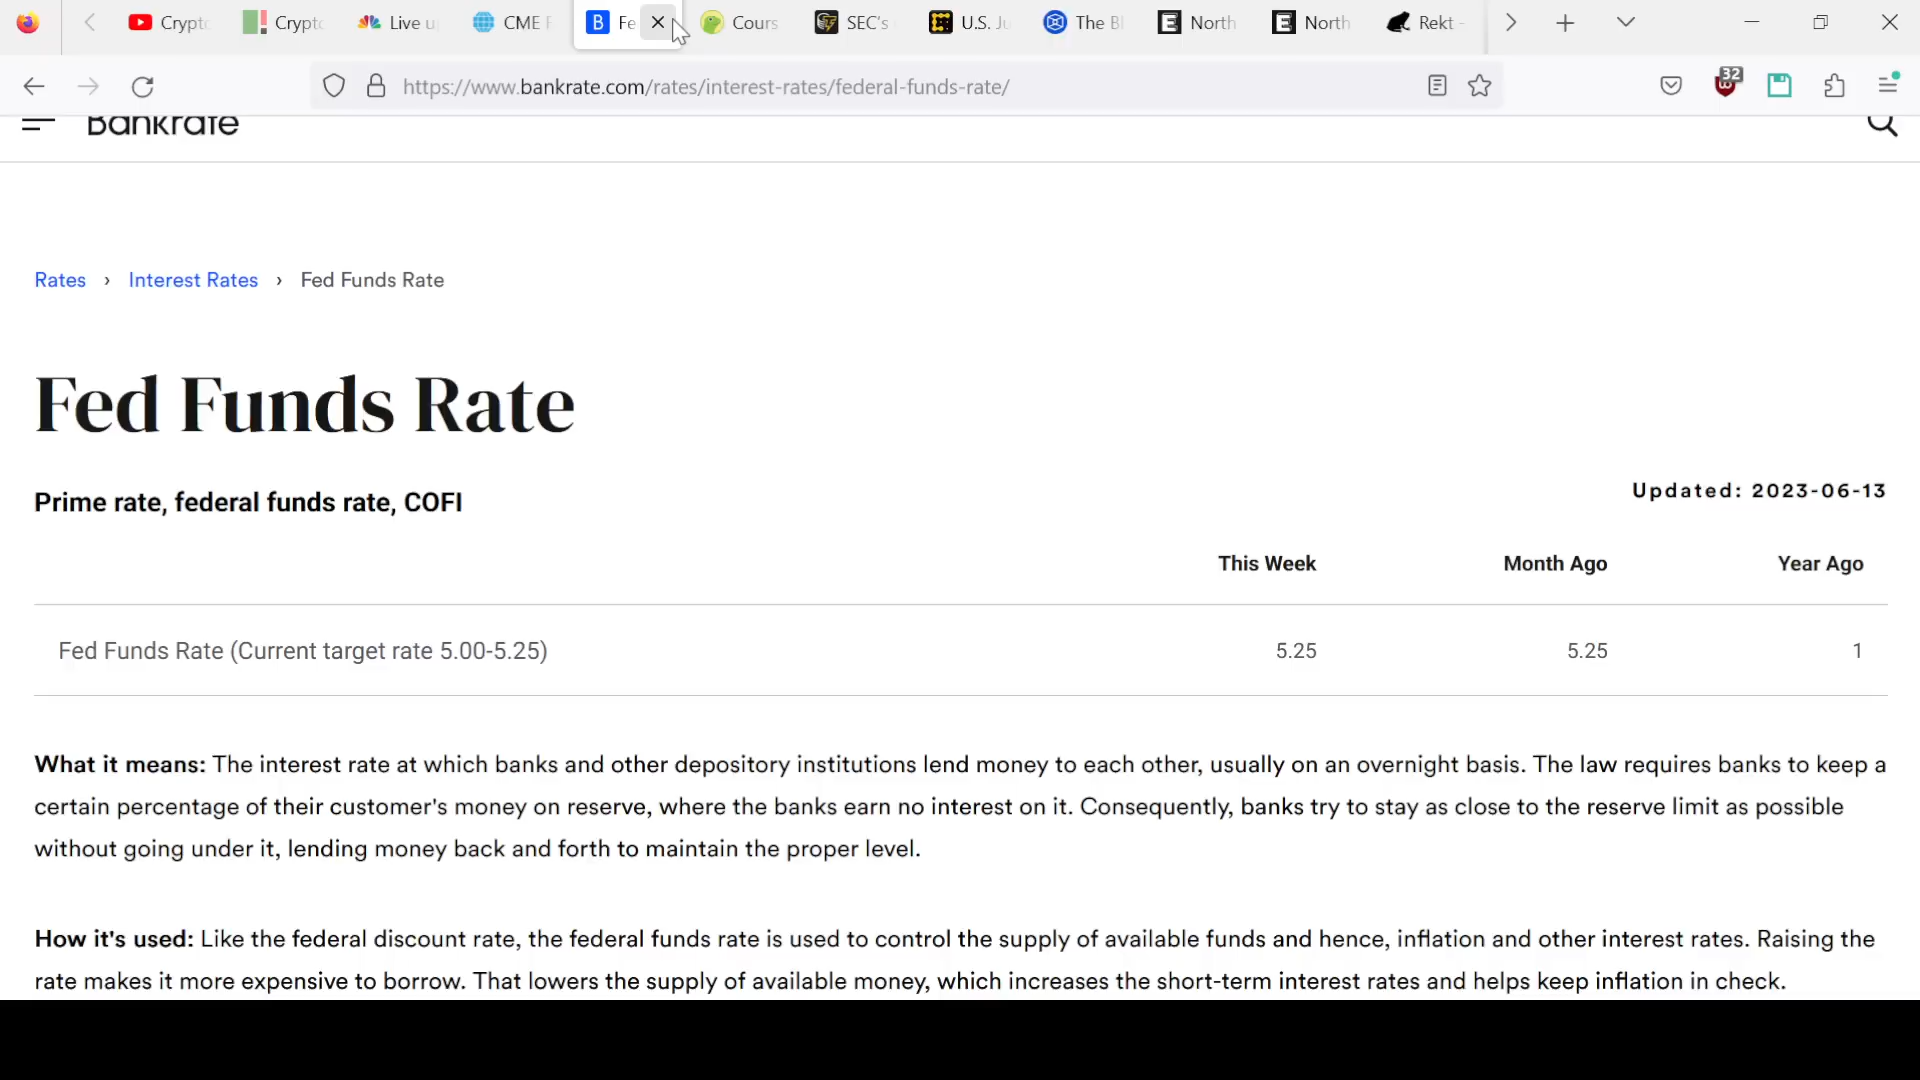 Crypto
Crypto
Live u
CME F
Fe
Cours
SEC's
U.S. Ju
The Bl
North
North
Rekt -
https://www.bankrate.com/rates/interest-rates/federal-funds-rate/
32
Bankrate
Rates › Interest Rates › Fed Funds Rate
Fed Funds Rate
Prime rate, federal funds rate, COFI
Updated: 2023-06-13
This Week Month Ago Year Ago
Fed Funds Rate (Current target rate 5.00-5.25) 5.25 5.25 1
What it means: The interest rate at which banks and other depository institutions lend money to each other, usually on an overnight basis. The law requires banks to keep a
certain percentage of their customer's money on reserve, where the banks earn no interest on it. Consequently, banks try to stay as close to the reserve limit as possible
without going under it, lending money back and forth to maintain the proper level.
How it's used: Like the federal discount rate, the federal funds rate is used to control the supply of available funds and hence, inflation and other interest rates. Raising the
rate makes it more expensive to borrow. That lowers the supply of available money, which increases the short-term interest rates and helps keep inflation in check.